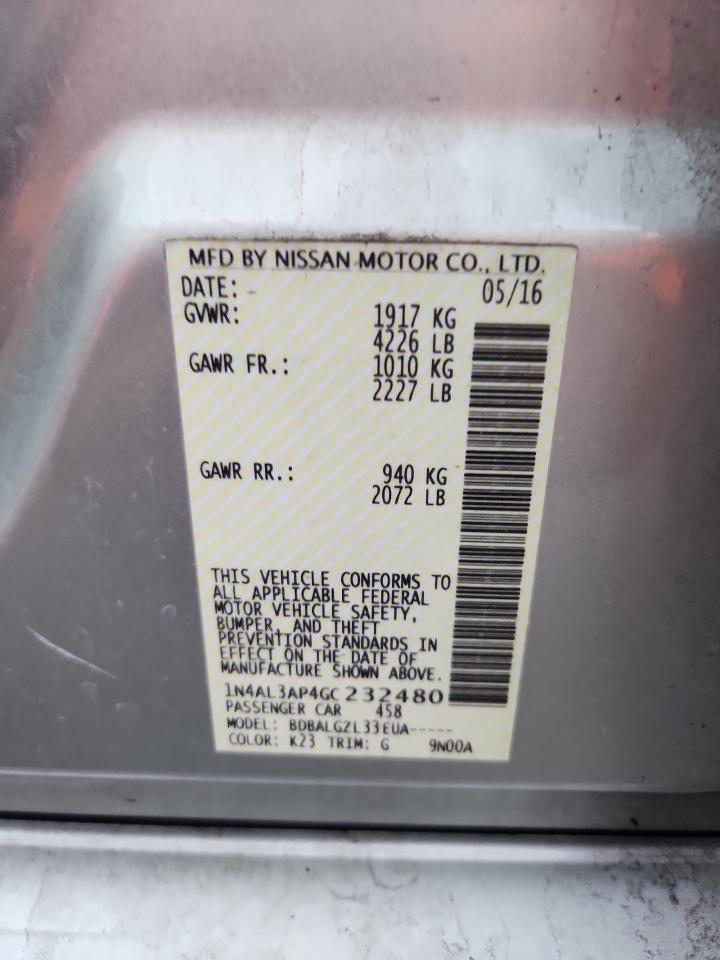 MFD BY NISSAN MOTOR CO., LTD.
DATE: 05/16
GVWR: 1917 KG
4226 LB
GAWR FR.: 1010 KG
2227 LB
GAWR RR.: 940 KG
2072 LB
THIS VEHICLE CONFORMS TO
ALL APPLICABLE FEDERAL
MOTOR VEHICLE SAFETY,
BUMPER, AND THEFT
PREVENTION STANDARDS IN
EFFECT ON THE DATE OF
MANUFACTURE SHOWN ABOVE.
1N4AL3AP4GC232480
PASSENGER CAR 458
MODEL: BDBALGZL33EUA-----
COLOR: K23 TRIM: G 9N00A